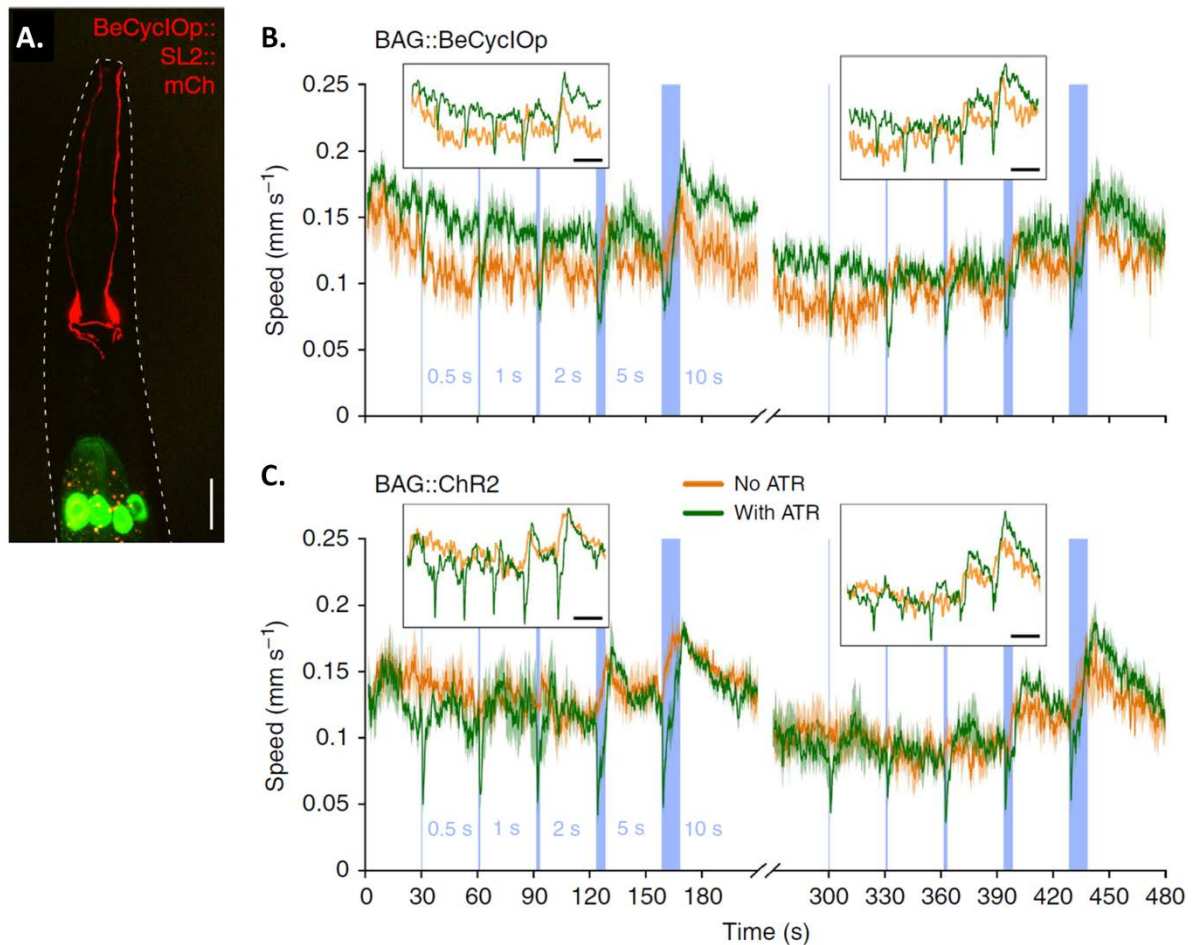 A.
BeCyclOp::
SL2::
mCh
B.
BAG::BeCyclOp
0.25
0.2
0.15
0.1
0.05
0
Speed (mm s−1)
0.5 s
1 s
2 s
5 s
10 s
C.
BAG::ChR2
No ATR
With ATR
0.25
0.2
0.15
0.1
0.05
0
Speed (mm s−1)
0.5 s
1 s
2 s
5 s
10 s
0 30 60 90 120 150 180 300 330 360 390 420 450 480
Time (s)